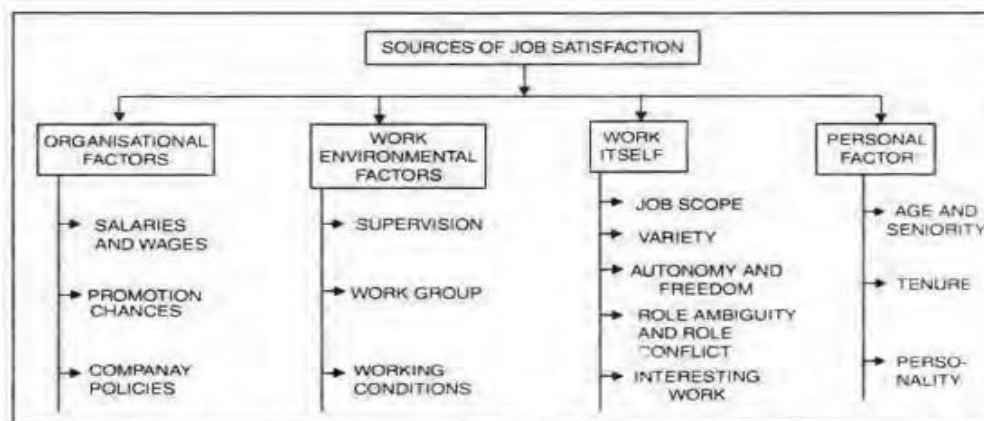 SOURCES OF JOB SATISFACTION
ORGANISATIONAL
FACTORS
SALARIES
AND WAGES
PROMOTION
CHANCES
COMPANAY
POLICIES
WORK
ENVIRONMENTAL
FACTORS
SUPERVISION
WORK GROUP
WORKING
CONDITIONS
WORK
ITSELF
JOB SCOPE
VARIETY
AUTONOMY AND
FREEDOM
ROLE AMBIGUITY
AND ROLE
CONFLICT
INTERESTING
WORK
PERSONAL
FACTOR
AGE AND
SENIORITY
TENURE
PERSO-
NALITY